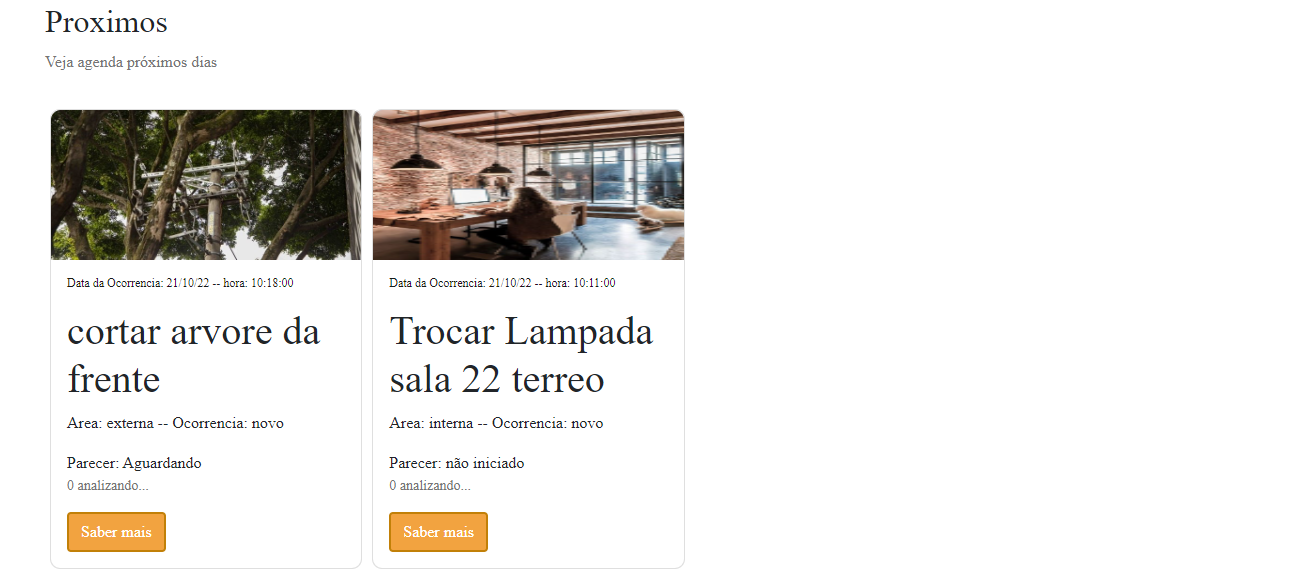 Proximos
Veja agenda próximos dias
Data da Ocorrencia: 21/10/22 -- hora: 10:18:00
cortar arvore da
frente
Area: externa -- Ocorrencia: novo
Parecer: Aguardando
0 analizando...
Saber mais
Data da Ocorrencia: 21/10/22 -- hora: 10:11:00
Trocar Lampada
sala 22 terreo
Area: interna -- Ocorrencia: novo
Parecer: não iniciado
0 analizando...
Saber mais